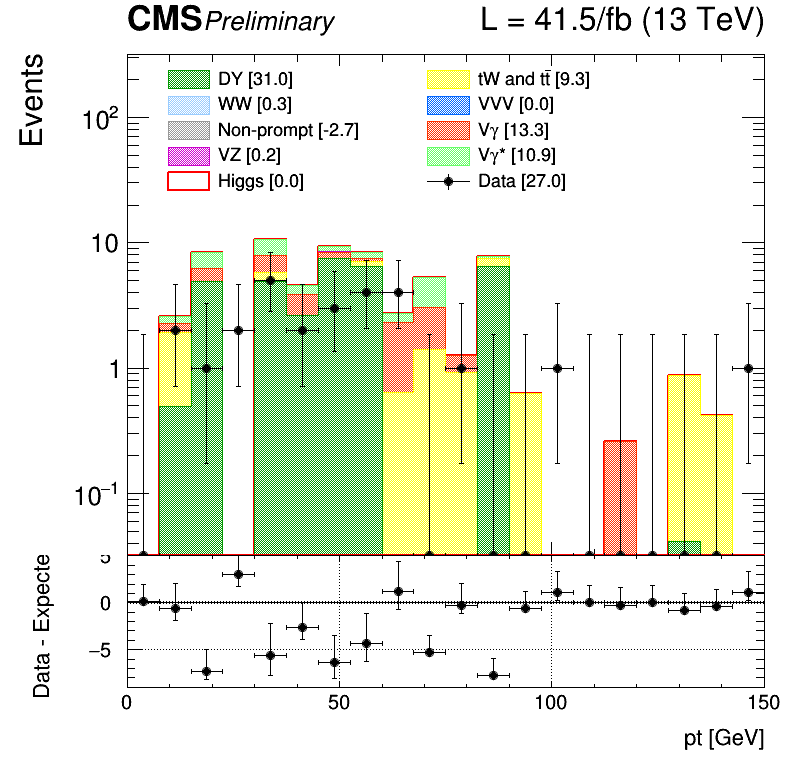 CMS Preliminary L = 41.5/fb (13 TeV)
Events
DY [31.0] tW and tt̄ [9.3]
WW [0.3] VVV [0.0]
Non-prompt [-2.7] Vγ [13.3]
VZ [0.2] Vγ* [10.9]
Higgs [0.0] Data [27.0]
10²
10
1
10⁻¹
Data - Expecte
5
0
−5
0 50 100 150
pt [GeV]